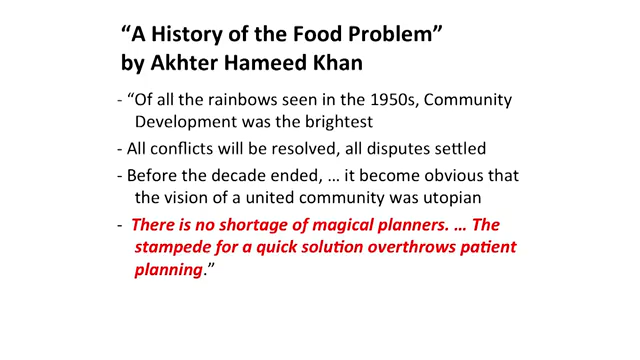 “A History of the Food Problem”
by Akhter Hameed Khan
- “Of all the rainbows seen in the 1950s, Community
Development was the brightest
- All conflicts will be resolved, all disputes settled
- Before the decade ended, … it become obvious that
the vision of a united community was utopian
- There is no shortage of magical planners. … The
stampede for a quick solution overthrows patient
planning.”